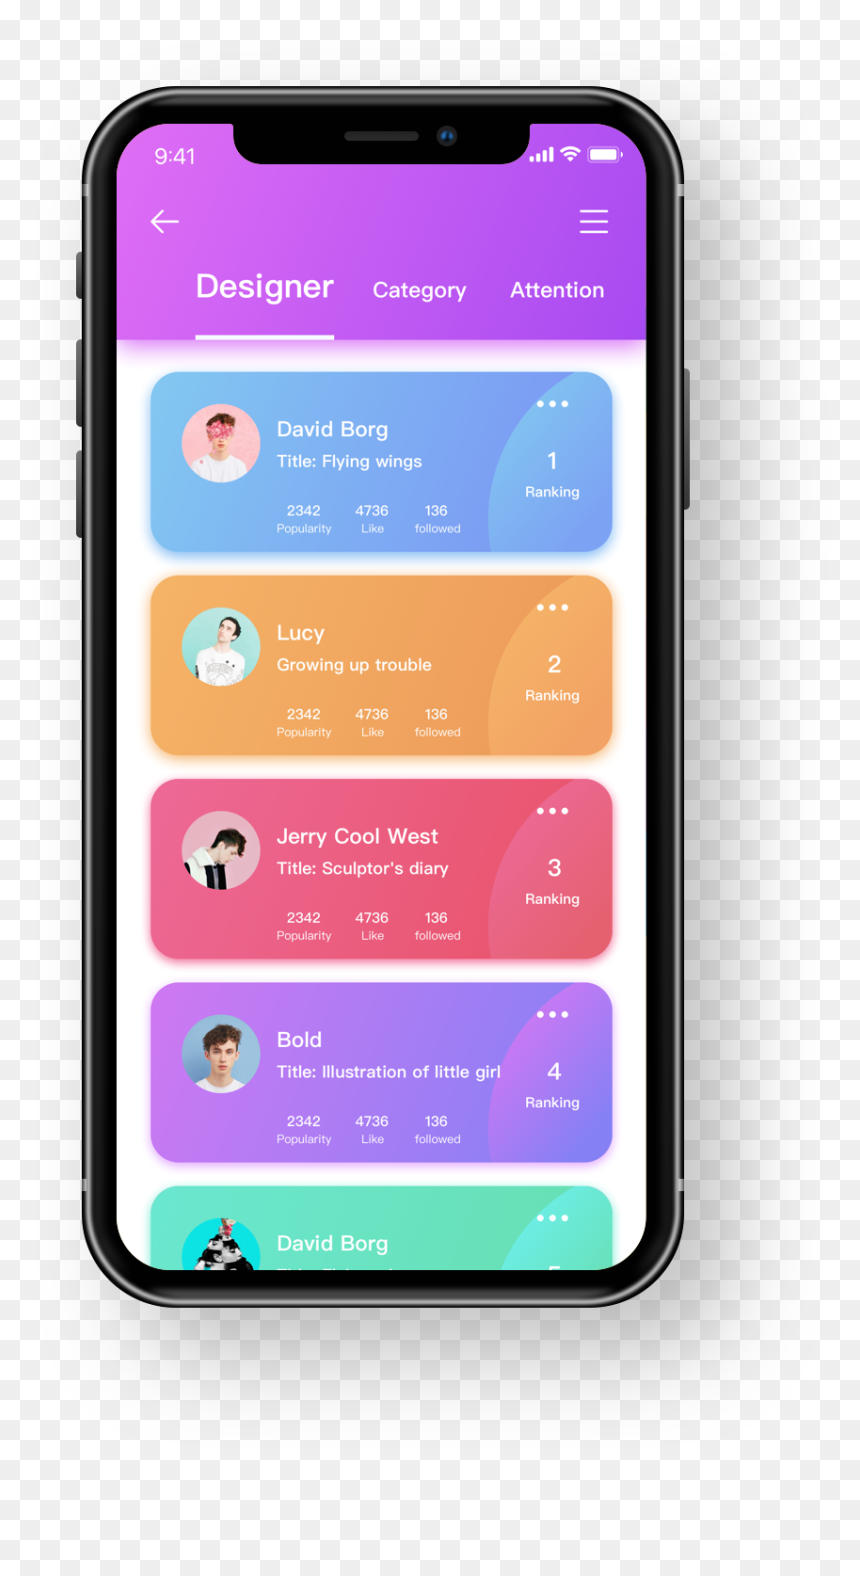 9:41
Designer Category Attention
David Borg
Title: Flying wings
1
Ranking
2342 4736 136
Popularity Like followed
Lucy
Growing up trouble
2
Ranking
2342 4736 136
Popularity Like followed
Jerry Cool West
Title: Sculptor's diary
3
Ranking
2342 4736 136
Popularity Like followed
Bold
Title: Illustration of little girl
4
Ranking
2342 4736 136
Popularity Like followed
David Borg